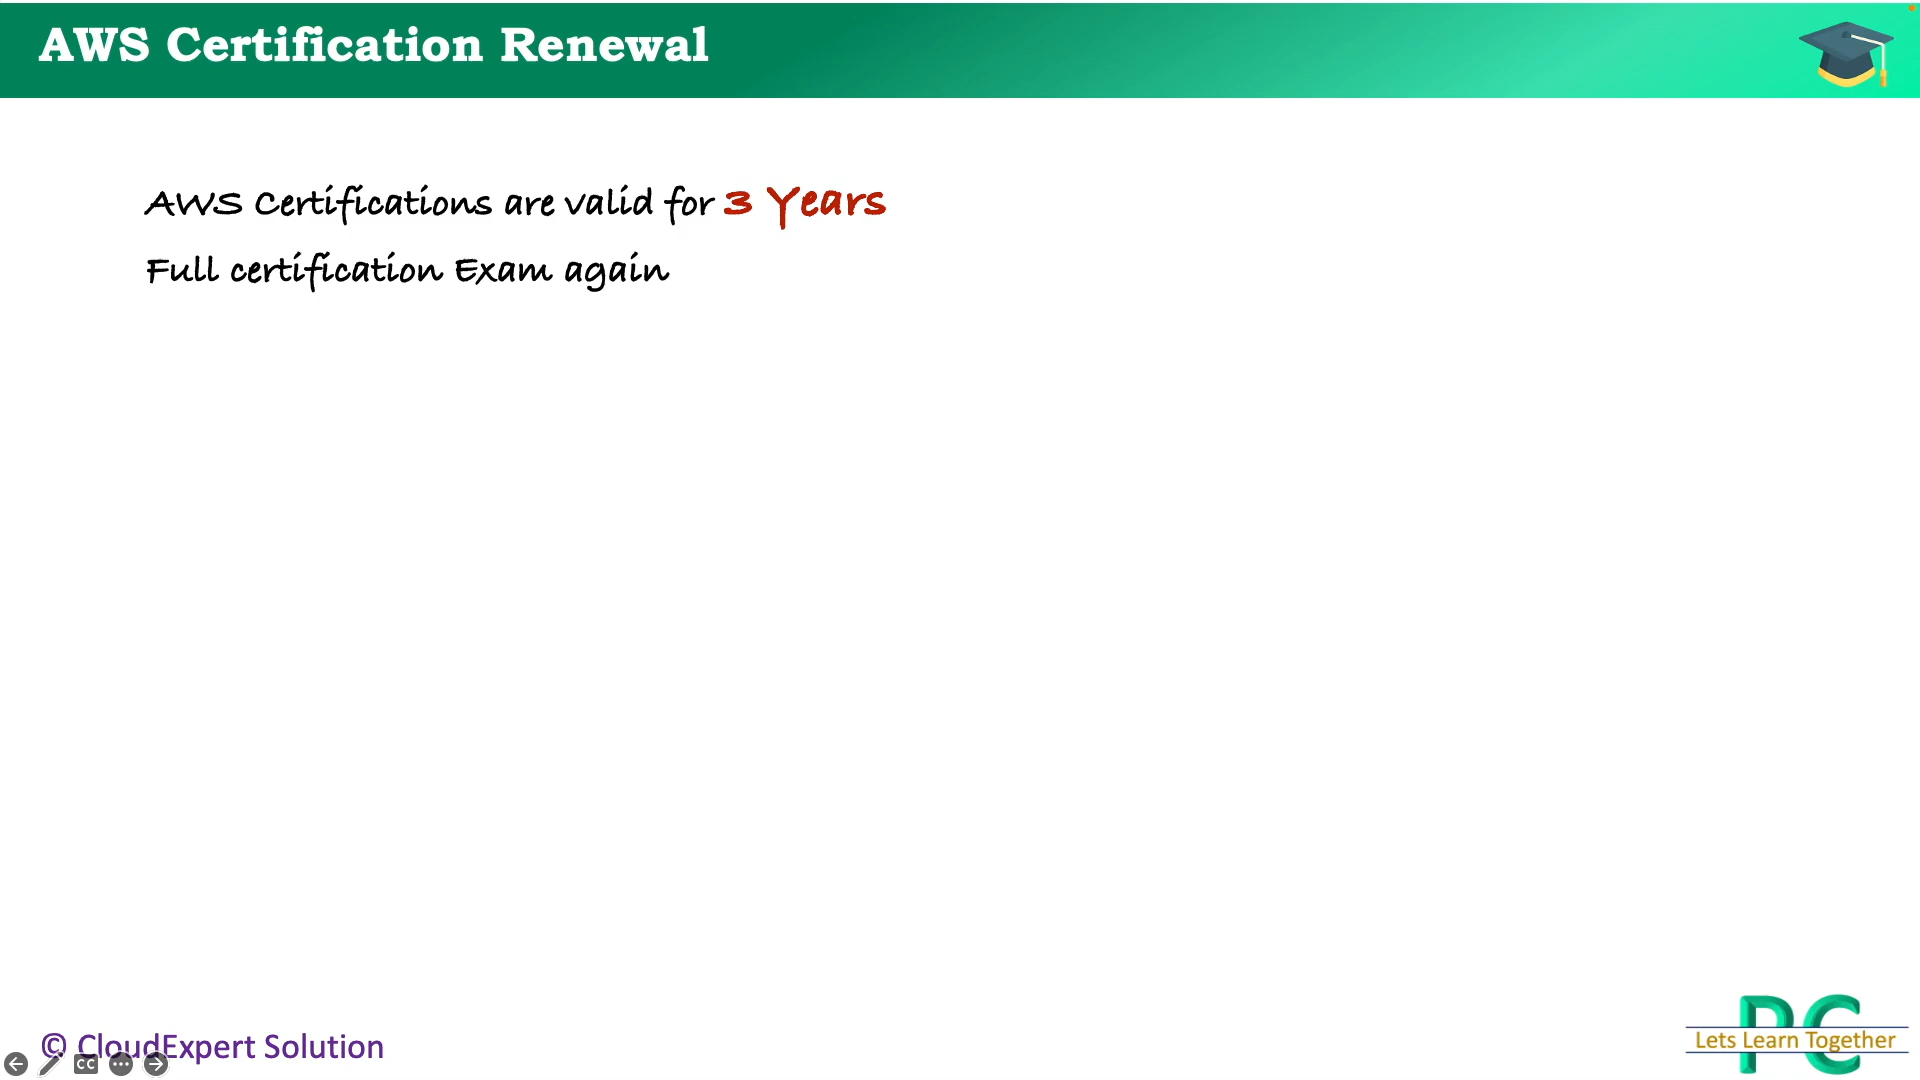 AWS Certification Renewal
AWS Certifications are valid for 3 Years
Full certification Exam again
© CloudExpert Solution
CC
PC
Lets Learn Together